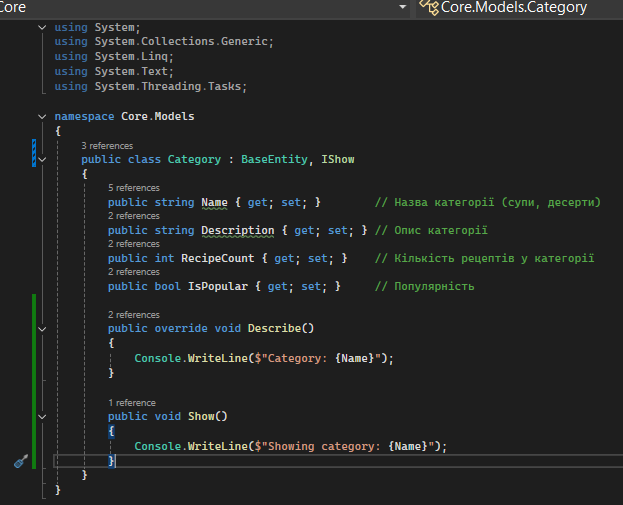 Core Core.Models.Category
using System;
using System.Collections.Generic;
using System.Linq;
using System.Text;
using System.Threading.Tasks;
namespace Core.Models
{
3 references
public class Category : BaseEntity, IShow
{
5 references
public string Name { get; set; } // Назва категорії (супи, десерти)
2 references
public string Description { get; set; } // Опис категорії
2 references
public int RecipeCount { get; set; } // Кількість рецептів у категорії
2 references
public bool IsPopular { get; set; } // Популярність
2 references
public override void Describe()
{
Console.WriteLine($"Category: {Name}");
}
1 reference
public void Show()
{
Console.WriteLine($"Showing category: {Name}");
}
}
}